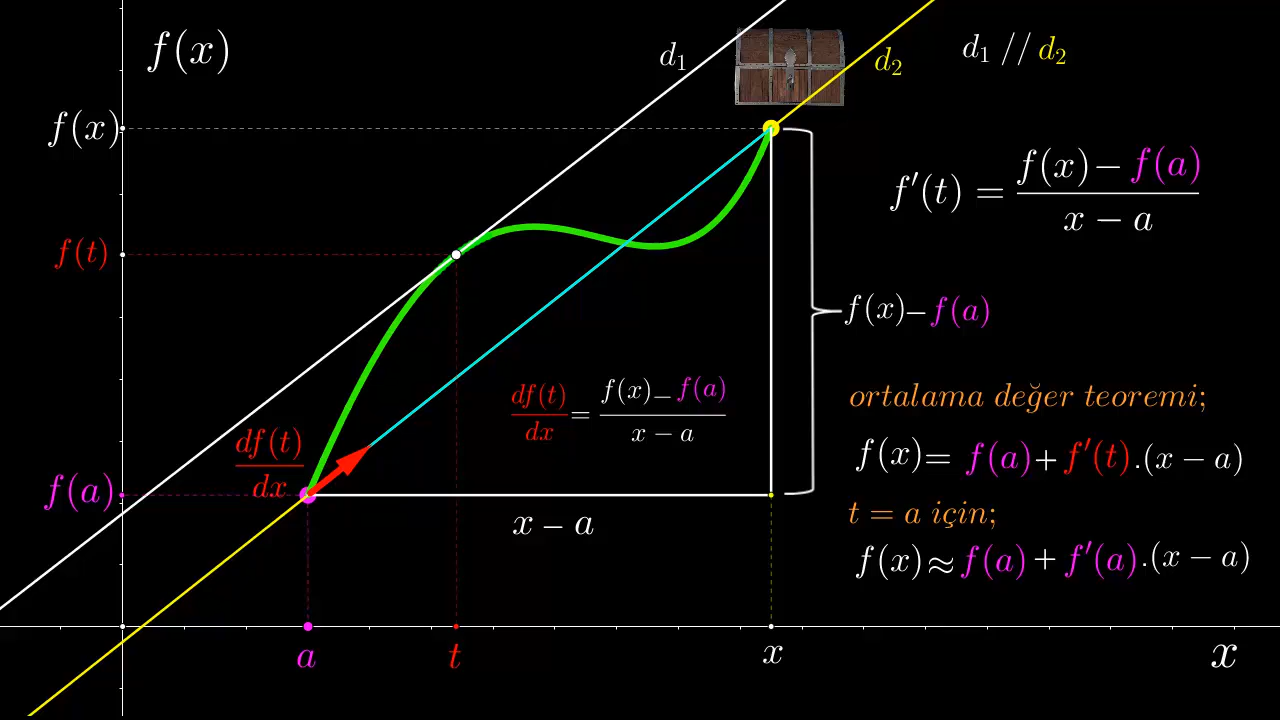 f(x)
d₁
d₂
d₁ // d₂
f(x)
f'(t) = (f(x) − f(a)) / (x − a)
f(t)
f(x) − f(a)
df(t)/dx = (f(x) − f(a)) / (x − a)
ortalama değer teoremi;
df(t)/dx
f(x) = f(a) + f'(t).(x − a)
f(a)
x − a
t = a için;
f(x) ≈ f(a) + f'(a).(x − a)
a
t
x
x